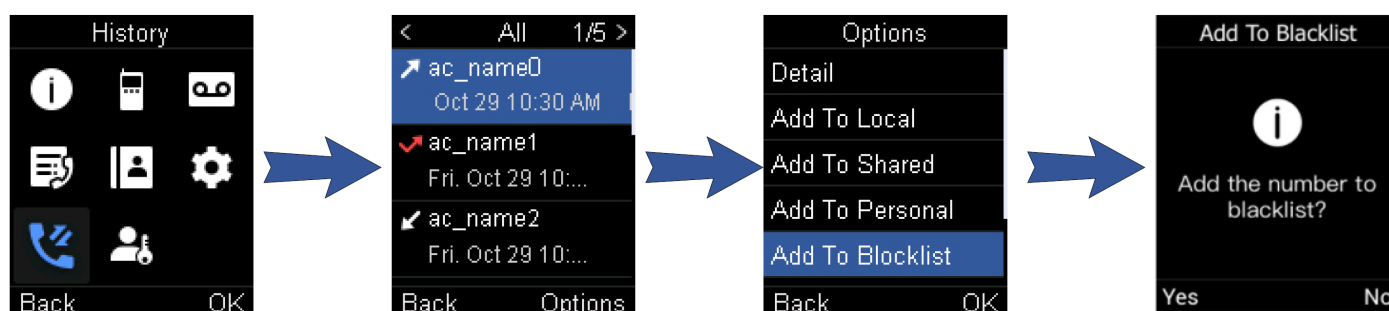 History
Back OK
< All 1/5 >
ac_name0
Oct 29 10:30 AM
ac_name1
Fri. Oct 29 10:...
ac_name2
Fri. Oct 29 10:...
Back Options
Options
Detail
Add To Local
Add To Shared
Add To Personal
Add To Blocklist
Back OK
Add To Blacklist
Add the number to
blacklist?
Yes No